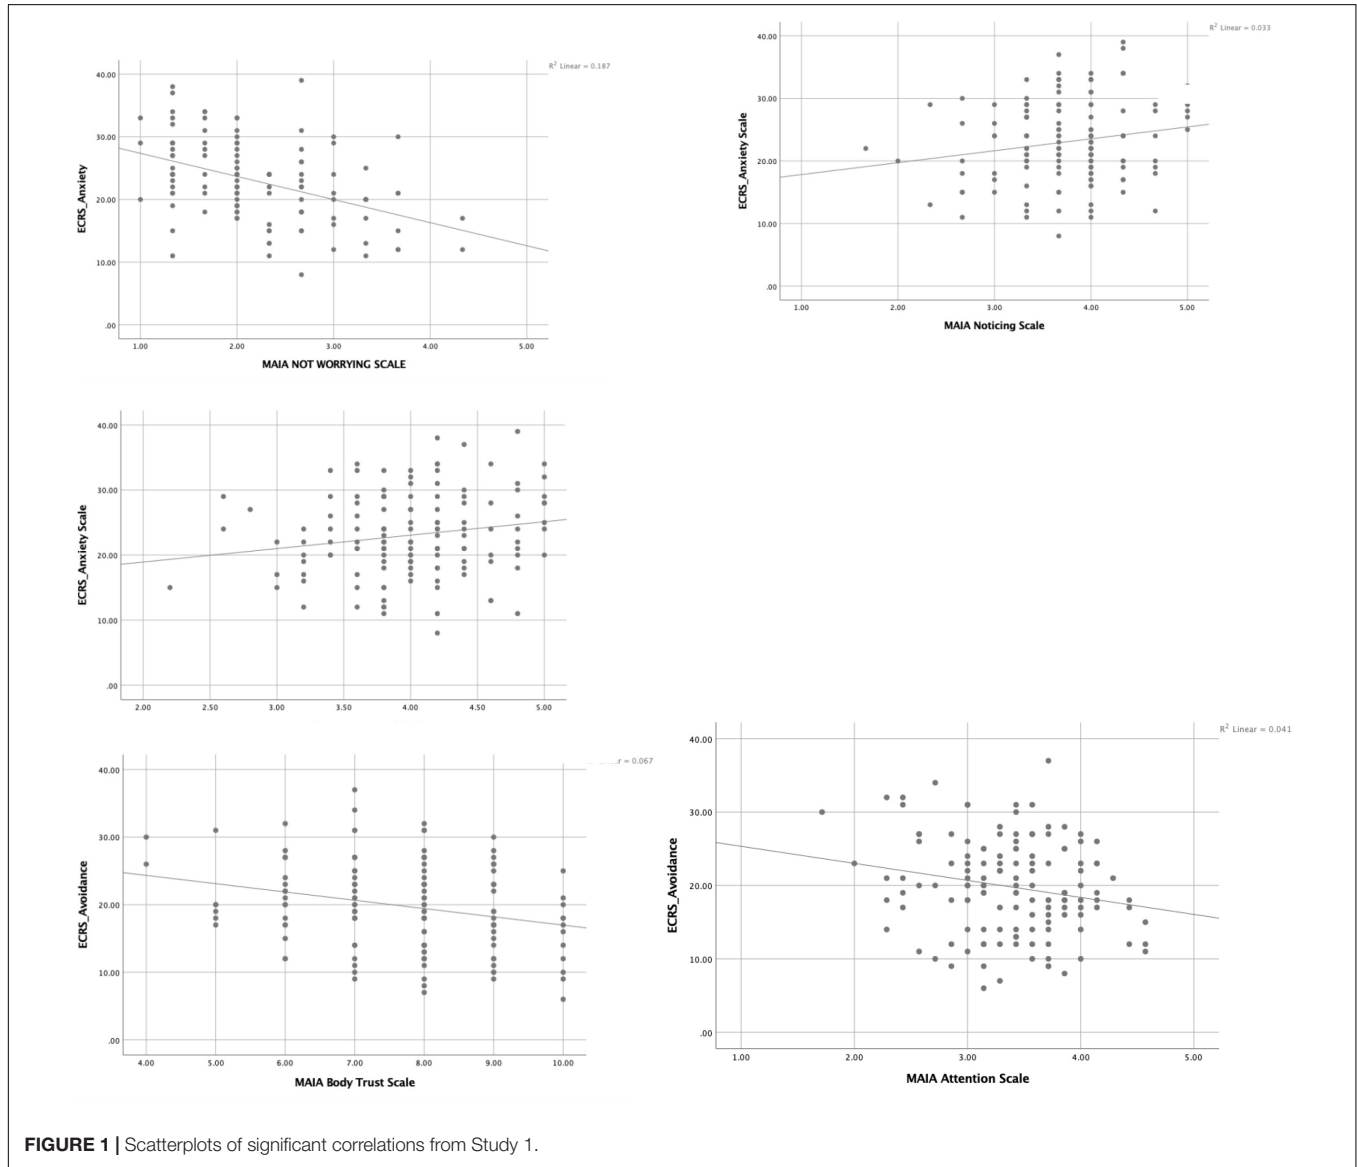 R² Linear = 0.187
40.00
30.00
20.00
10.00
.00
ECRS_Anxiety
1.00 2.00 3.00 4.00 5.00
MAIA NOT WORRYING SCALE
R² Linear = 0.033
40.00
30.00
20.00
10.00
.00
ECRS_Anxiety Scale
1.00 2.00 3.00 4.00 5.00
MAIA Noticing Scale
40.00
30.00
20.00
10.00
.00
ECRS_Anxiety Scale
2.00 2.50 3.00 3.50 4.00 4.50 5.00
= 0.067
40.00
30.00
20.00
10.00
.00
ECRS_Avoidance
4.00 5.00 6.00 7.00 8.00 9.00 10.00
MAIA Body Trust Scale
R² Linear = 0.041
40.00
30.00
20.00
10.00
.00
ECRS_Avoidance
1.00 2.00 3.00 4.00 5.00
MAIA Attention Scale
FIGURE 1 | Scatterplots of significant correlations from Study 1.